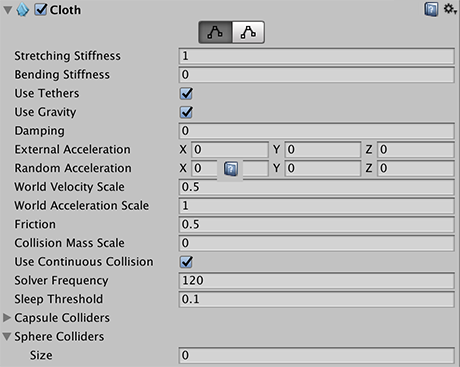 Cloth
Stretching Stiffness 1
Bending Stiffness 0
Use Tethers
Use Gravity
Damping 0
External Acceleration X 0 Y 0 Z 0
Random Acceleration X 0 Y 0 Z 0
World Velocity Scale 0.5
World Acceleration Scale 1
Friction 0.5
Collision Mass Scale 0
Use Continuous Collision
Solver Frequency 120
Sleep Threshold 0.1
Capsule Colliders
Sphere Colliders
Size 0